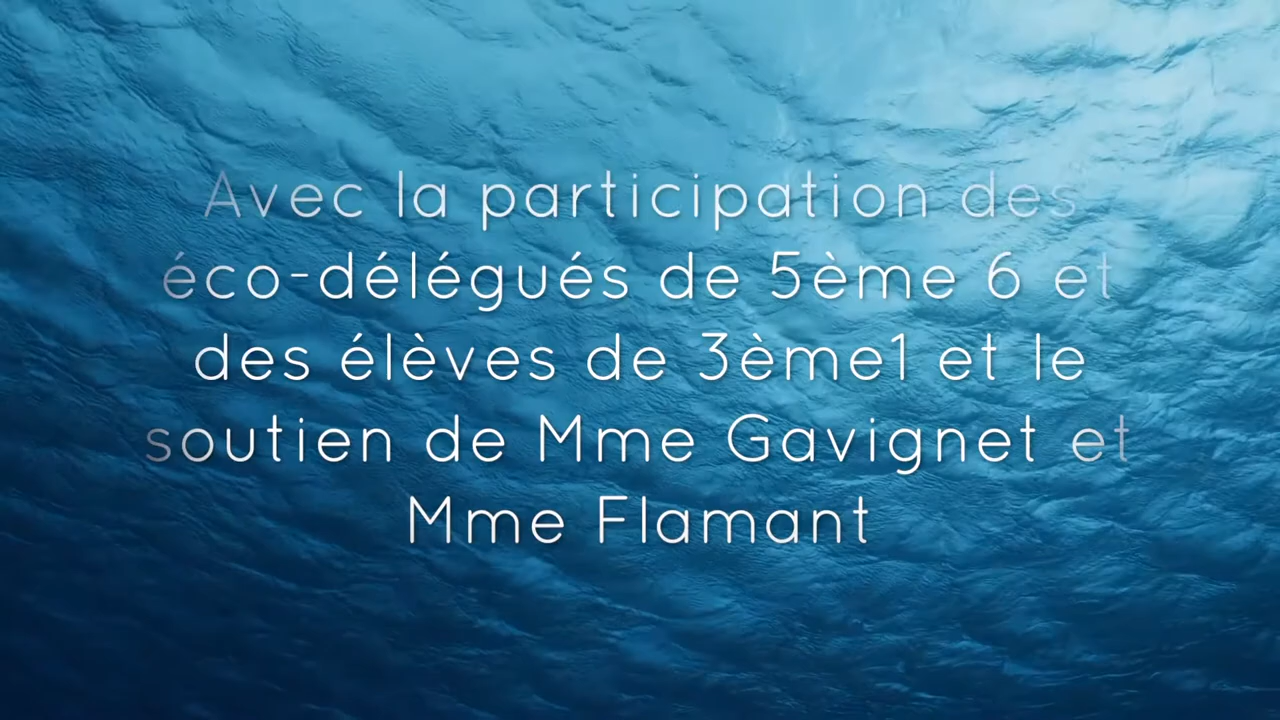 Avec la participation des
éco-délégués de 5ème 6 et
des élèves de 3ème1 et le
soutien de Mme Gavignet et
Mme Flamant